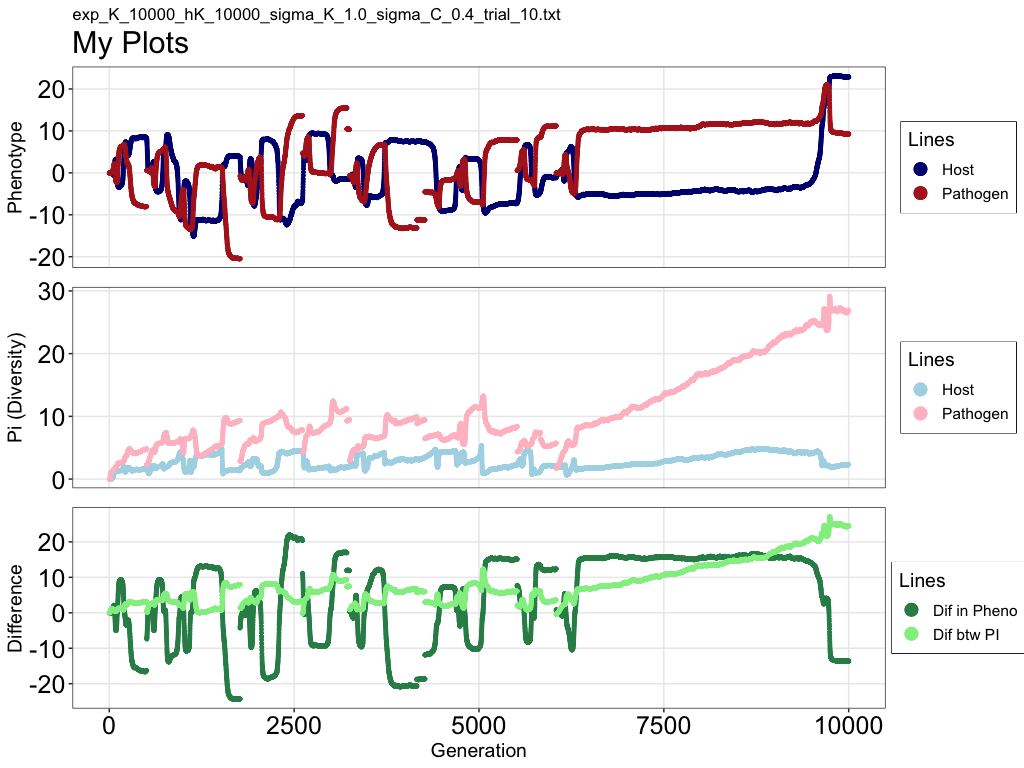 exp_K_10000_hK_10000_sigma_K_1.0_sigma_C_0.4_trial_10.txt
My Plots
Phenotype
20
10
0
-10
-20
Lines
Host
Pathogen
Pi (Diversity)
30
20
10
0
Lines
Host
Pathogen
Difference
20
10
0
-10
-20
Lines
Dif in Pheno
Dif btw PI
0 2500 5000 7500 10000
Generation